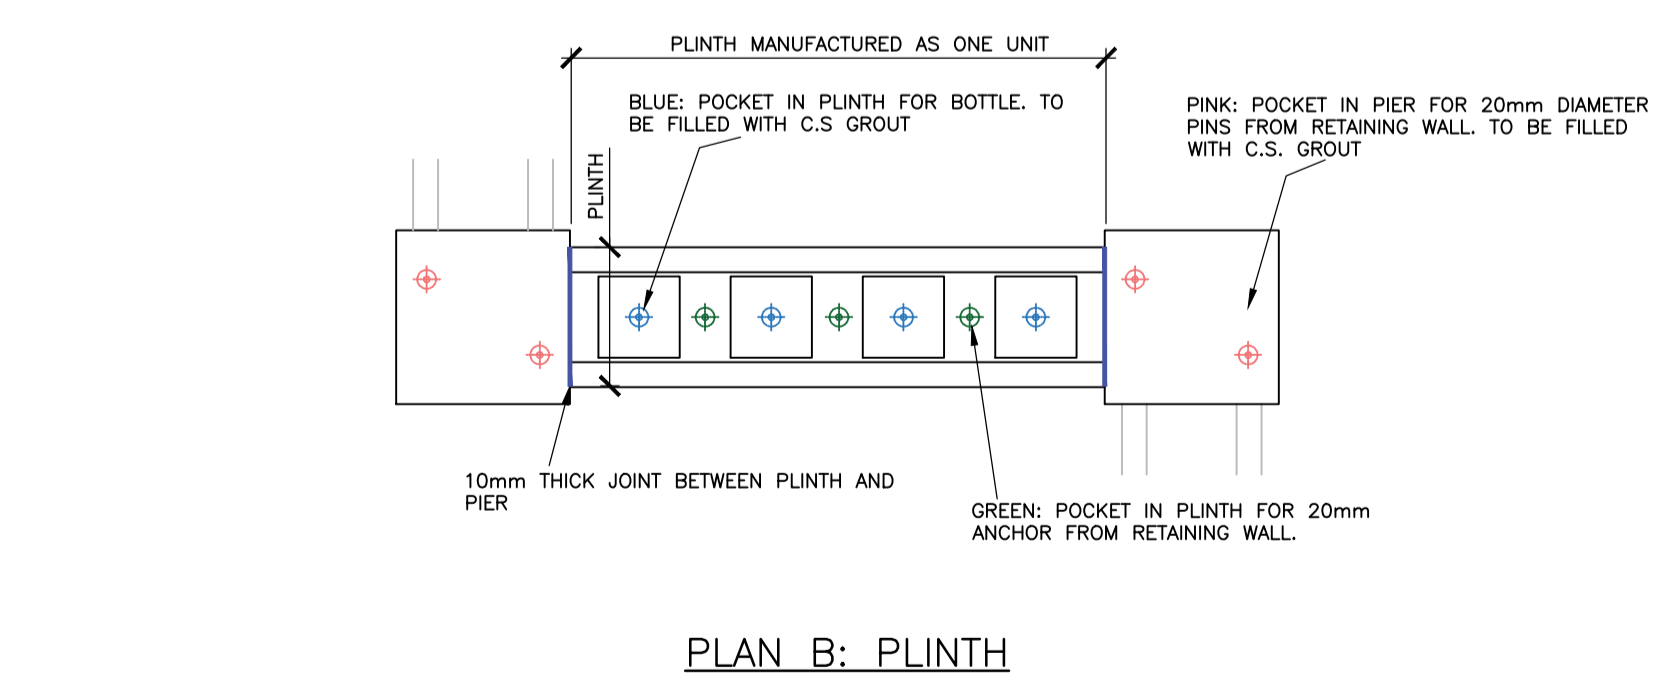 PLINTH MANUFACTURED AS ONE UNIT
BLUE: POCKET IN PLINTH FOR BOTTLE. TO
BE FILLED WITH C.S GROUT
PINK: POCKET IN PIER FOR 20mm DIAMETER
PINS FROM RETAINING WALL. TO BE FILLED
WITH C.S. GROUT
PLINTH
10mm THICK JOINT BETWEEN PLINTH AND
PIER
GREEN: POCKET IN PLINTH FOR 20mm
ANCHOR FROM RETAINING WALL.
PLAN B: PLINTH